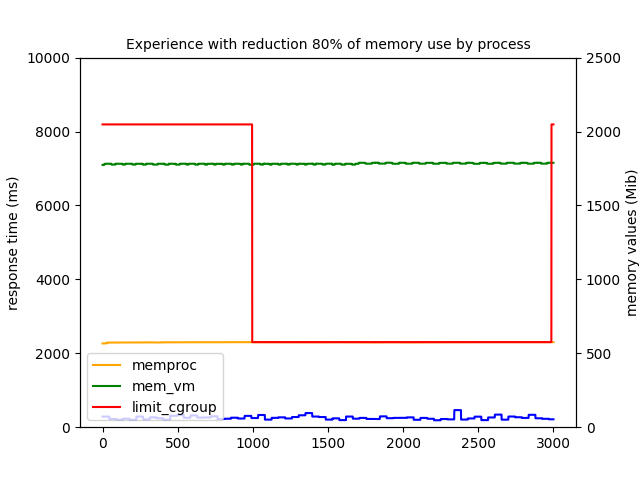 Experience with reduction 80% of memory use by process
10000
8000
6000
4000
2000
0
response time (ms)
2500
2000
1500
1000
500
0
memory values (Mib)
memproc
mem_vm
limit_cgroup
0 500 1000 1500 2000 2500 3000